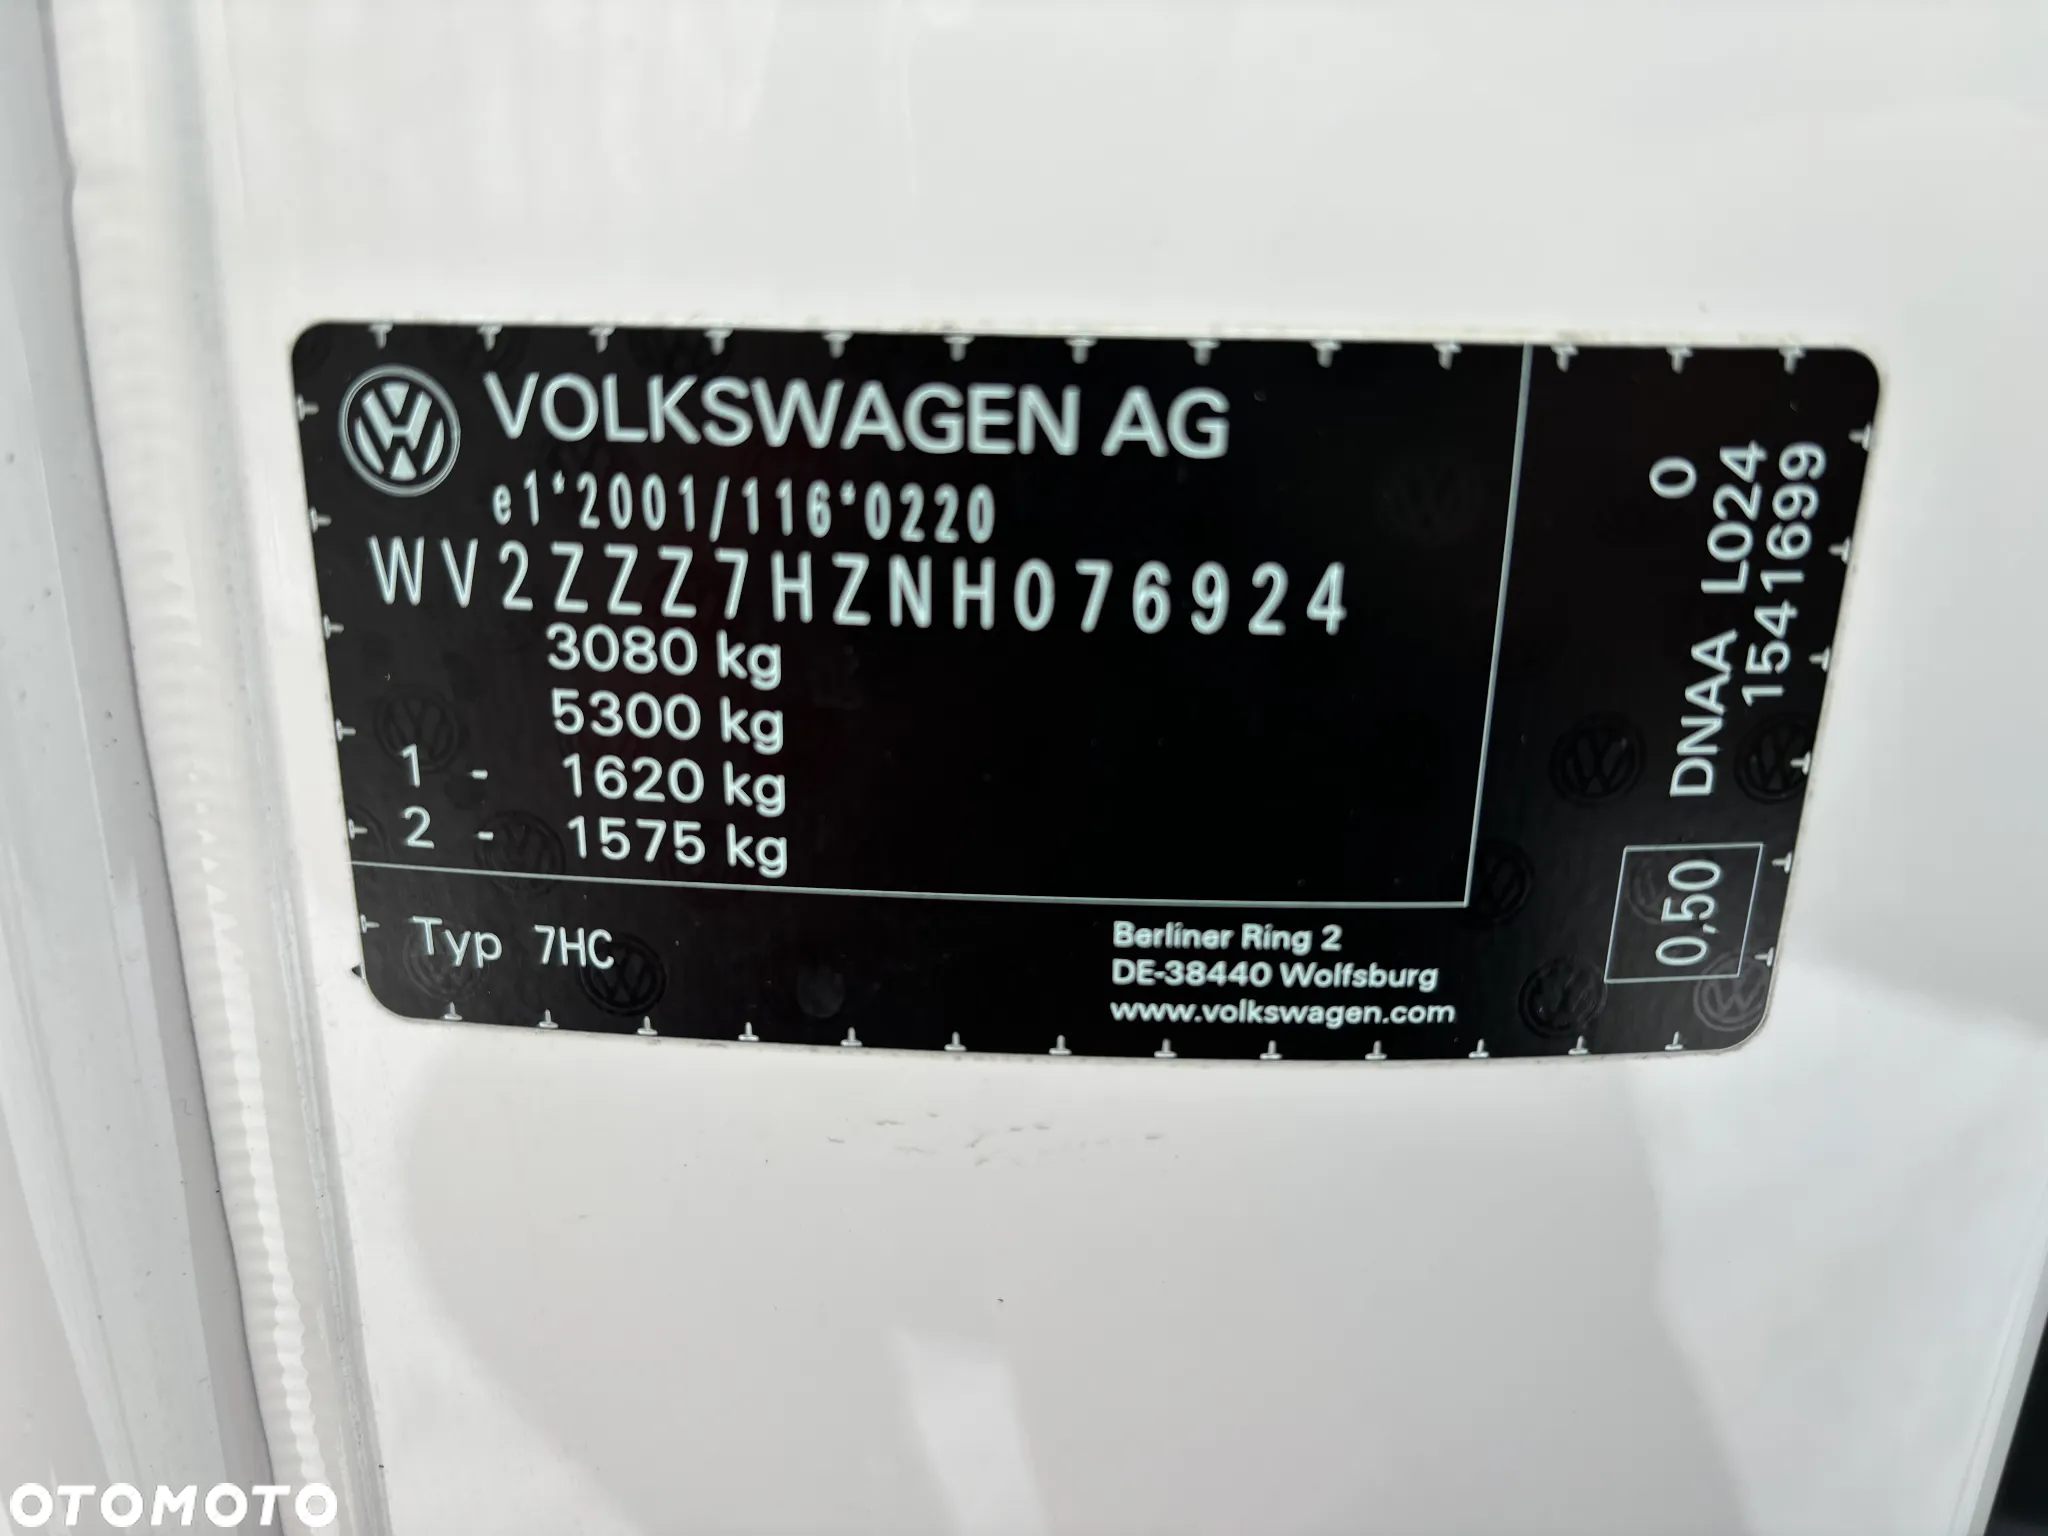 VOLKSWAGEN AG
e1*2001/116*0220
WV2ZZZ7HZNH076924
3080 kg
5300 kg
1 - 1620 kg
2 - 1575 kg
Typ 7HC
Berliner Ring 2
DE-38440 Wolfsburg
www.volkswagen.com
0
DNAA L024
1541699
0,50
OTOMOTO